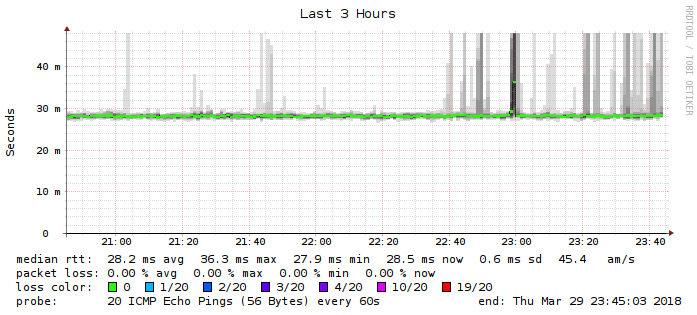 Last 3 Hours
RRDTOOL / TOBI OETIKER
Seconds
40 m
30 m
20 m
10 m
0
21:00 21:20 21:40 22:00 22:20 22:40 23:00 23:20 23:40
median rtt: 28.2 ms avg 36.3 ms max 27.9 ms min 28.5 ms now 0.6 ms sd 45.4 am/s
packet loss: 0.00 % avg 0.00 % max 0.00 % min 0.00 % now
loss color: 0 1/20 2/20 3/20 4/20 10/20 19/20
probe: 20 ICMP Echo Pings (56 Bytes) every 60s end: Thu Mar 29 23:45:03 2018